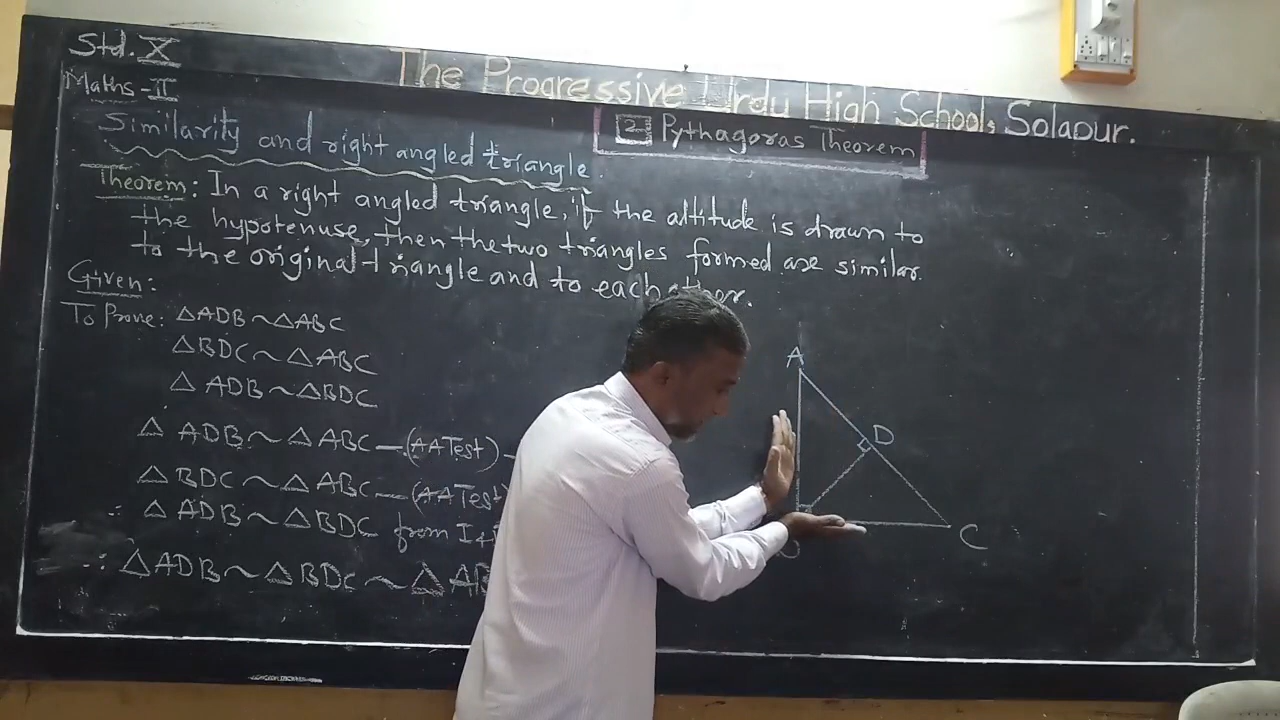 Std. X
The Progressive Urdu High School, Solapur.
Maths - II
2- Pythagoras Theorem
Similarity and right angled triangle.
Theorem: In a right angled triangle, if the altitude is drawn to
the hypotenuse, then the two triangles formed are similar.
to the original triangle and to each other.
Given:
To Prove: △ADB ~ △ABC
△BDC ~ △ABC
△ ADB ~ △BDC
△ ADB ~ △ABC — (AA Test) —
△BDC ~ △ABC — (AA Test)
∴ △ ADB ~ △BDC from I &
∴ △ADB ~ △BDC ~ △AB
A
D
C